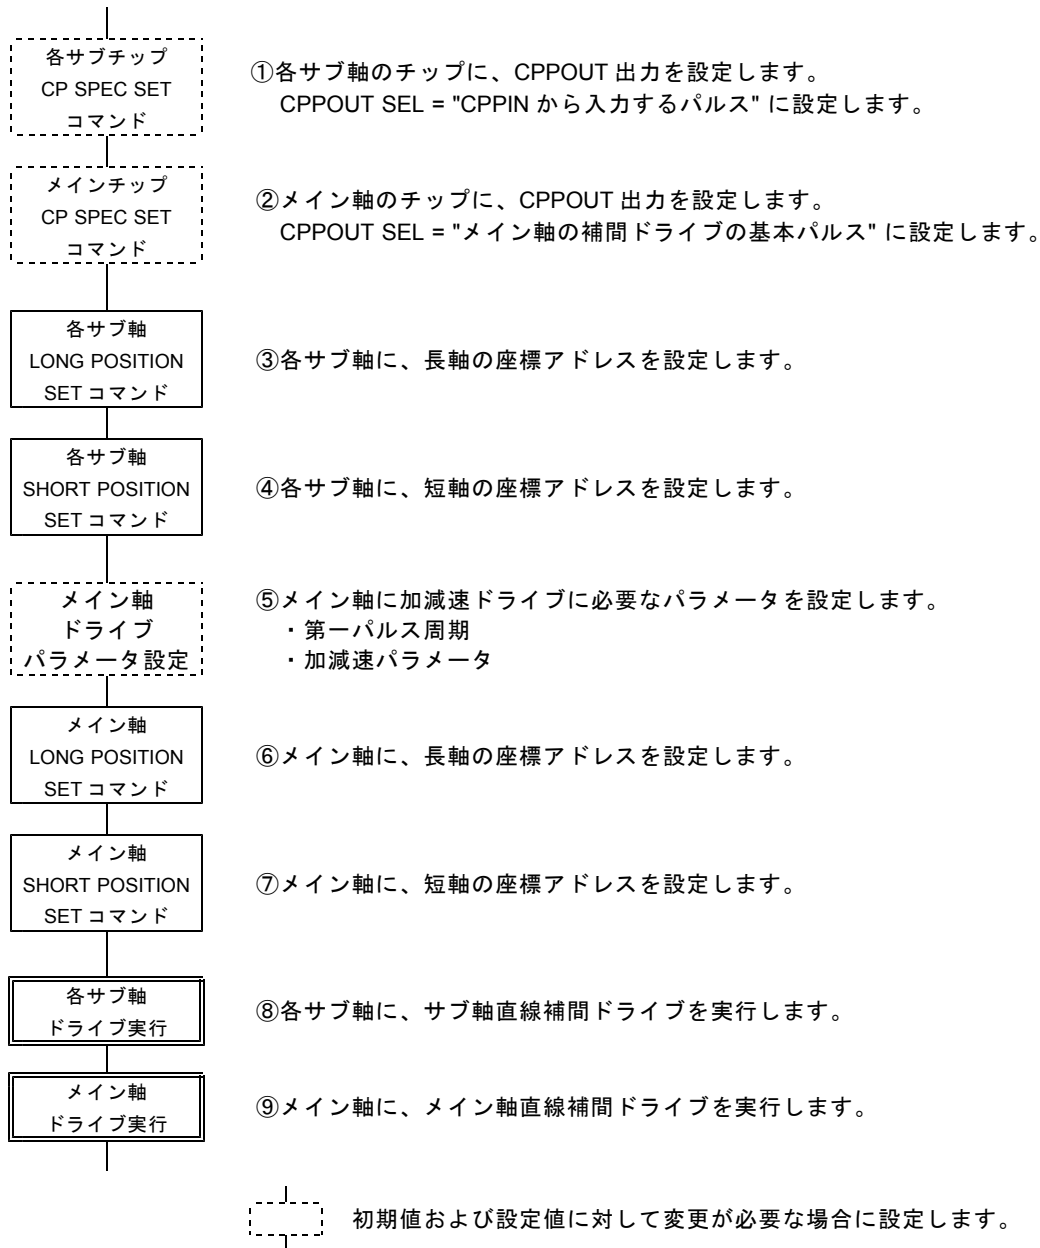 各サブチップ
CP SPEC SET
コマンド
①各サブ軸のチップに、CPPOUT 出力を設定します。
CPPOUT SEL = "CPPIN から入力するパルス" に設定します。
メインチップ
CP SPEC SET
コマンド
②メイン軸のチップに、CPPOUT 出力を設定します。
CPPOUT SEL = "メイン軸の補間ドライブの基本パルス" に設定します。
各サブ軸
LONG POSITION
SET コマンド
③各サブ軸に、長軸の座標アドレスを設定します。
各サブ軸
SHORT POSITION
SET コマンド
④各サブ軸に、短軸の座標アドレスを設定します。
メイン軸
ドライブ
パラメータ設定
⑤メイン軸に加減速ドライブに必要なパラメータを設定します。
・第一パルス周期
・加減速パラメータ
メイン軸
LONG POSITION
SET コマンド
⑥メイン軸に、長軸の座標アドレスを設定します。
メイン軸
SHORT POSITION
SET コマンド
⑦メイン軸に、短軸の座標アドレスを設定します。
各サブ軸
ドライブ実行
⑧各サブ軸に、サブ軸直線補間ドライブを実行します。
メイン軸
ドライブ実行
⑨メイン軸に、メイン軸直線補間ドライブを実行します。
初期値および設定値に対して変更が必要な場合に設定します。